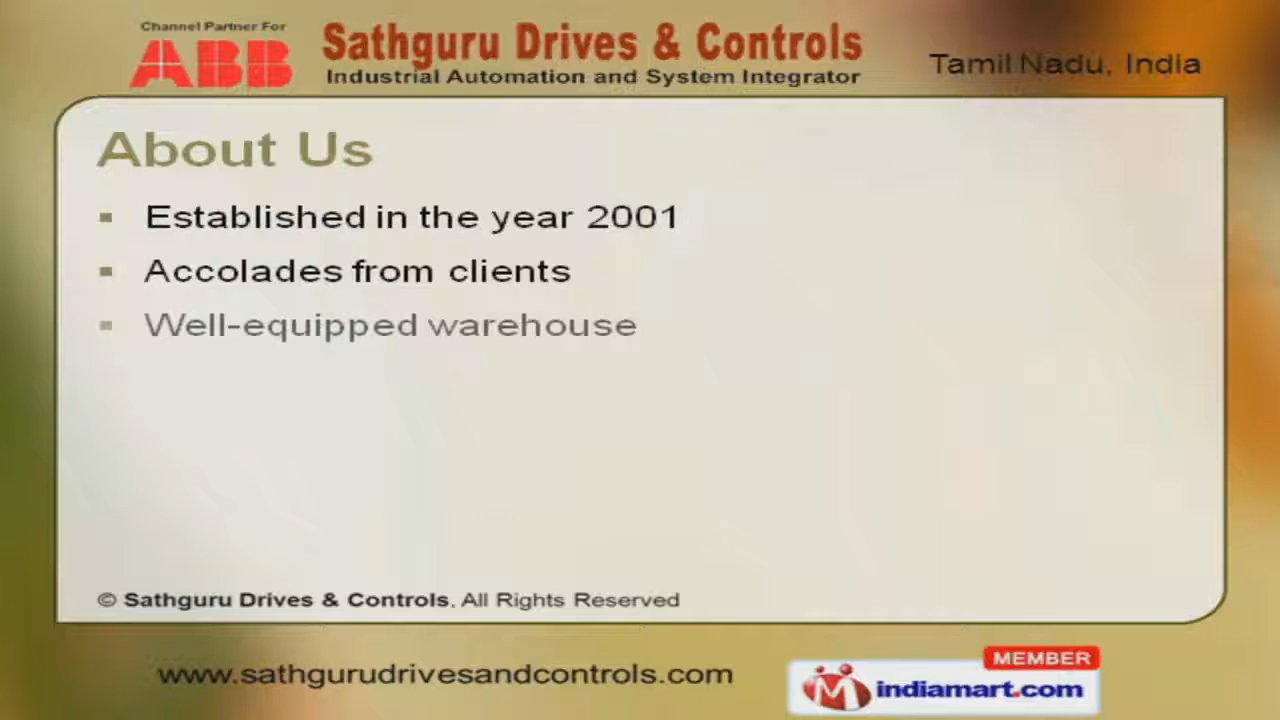 Channel Partner For
ABB
Sathguru Drives & Controls
Industrial Automation and System Integrator
Tamil Nadu, India
About Us
Established in the year 2001
Accolades from clients
Well-equipped warehouse
© Sathguru Drives & Controls, All Rights Reserved
www.sathgurudrivesandcontrols.com
MEMBER
indiamart.com